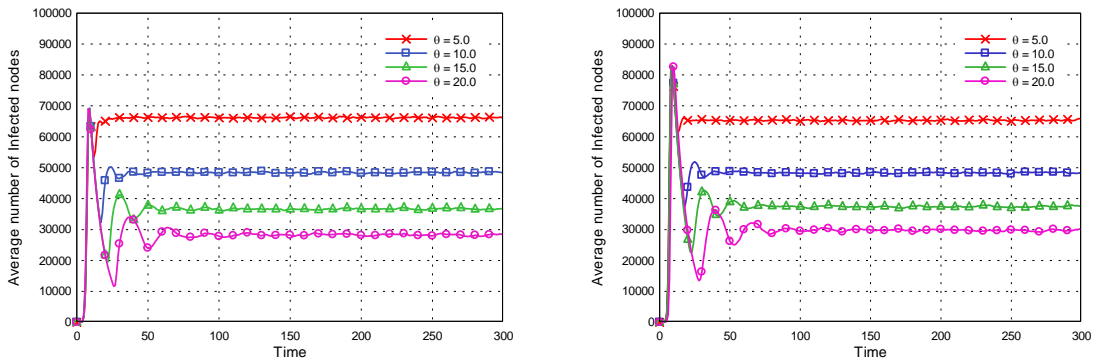 100000
90000
80000
70000
60000
50000
40000
30000
20000
10000
0
Average number of Infected nodes
0 50 100 150 200 250 300
Time
θ = 5.0
θ = 10.0
θ = 15.0
θ = 20.0
100000
90000
80000
70000
60000
50000
40000
30000
20000
10000
0
Average number of Infected nodes
0 50 100 150 200 250 300
Time
θ = 5.0
θ = 10.0
θ = 15.0
θ = 20.0